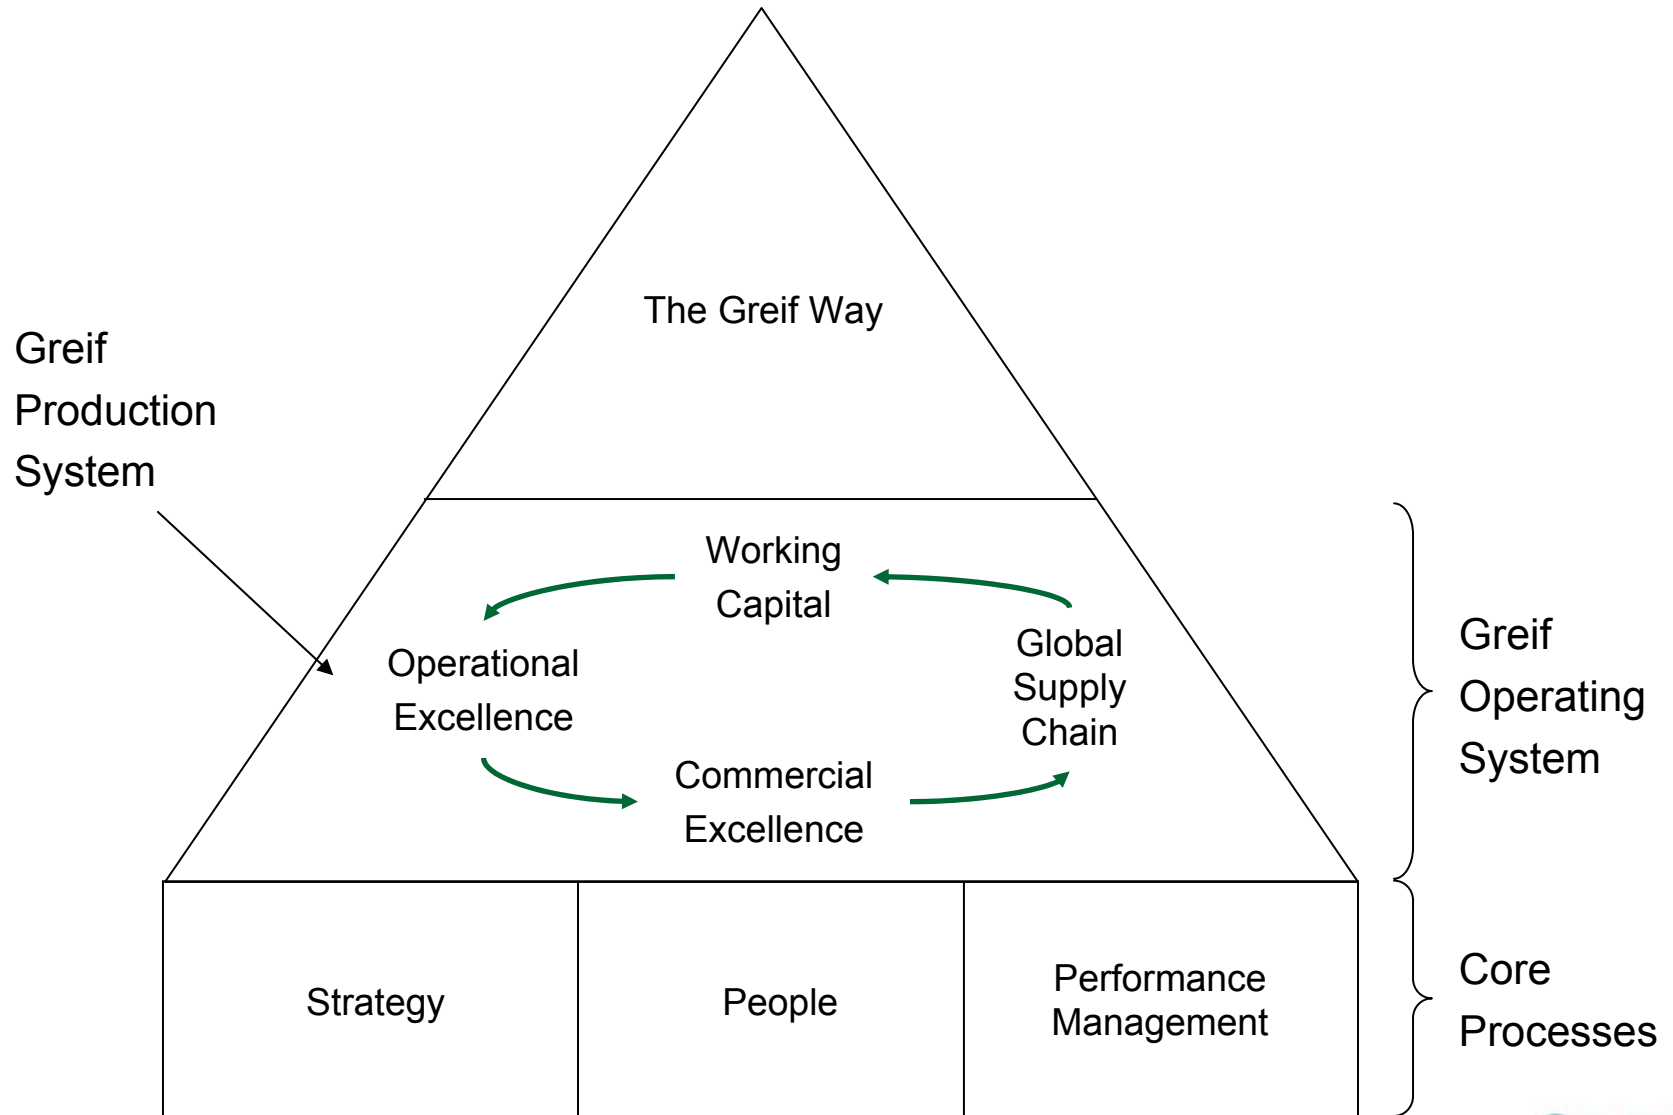 The Greif Way
Greif
Production
System
Working
Capital
Operational
Excellence
Global
Supply
Chain
Commercial
Excellence
Greif
Operating
System
Strategy
People
Performance
Management
Core
Processes